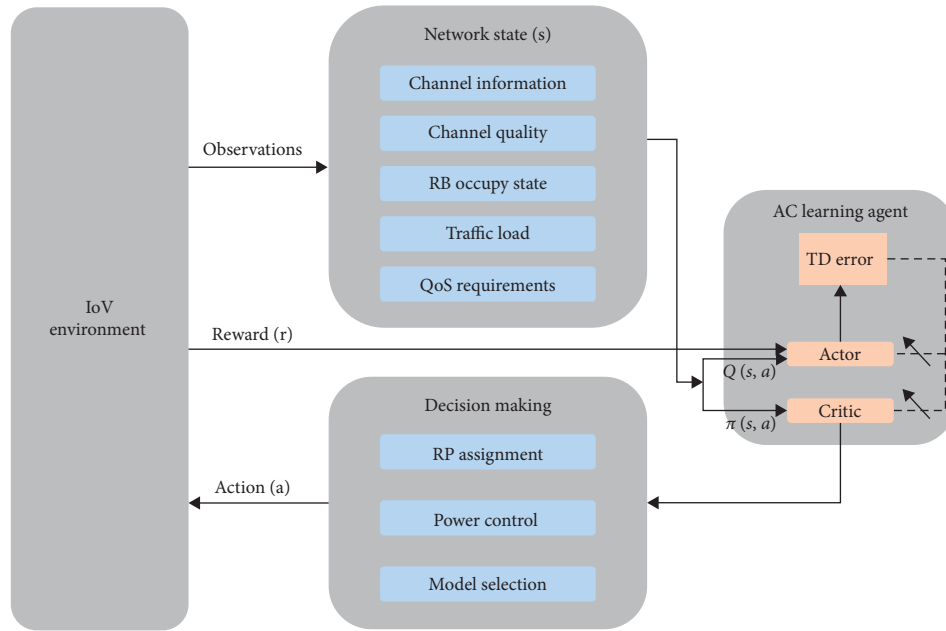 Network state (s)
Channel information
Channel quality
RB occupy state
Traffic load
QoS requirements
Observations
IoV
environment
Reward (r)
AC learning agent
TD error
Actor
Q (s, a)
Critic
π (s, a)
Decision making
RP assignment
Power control
Model selection
Action (a)